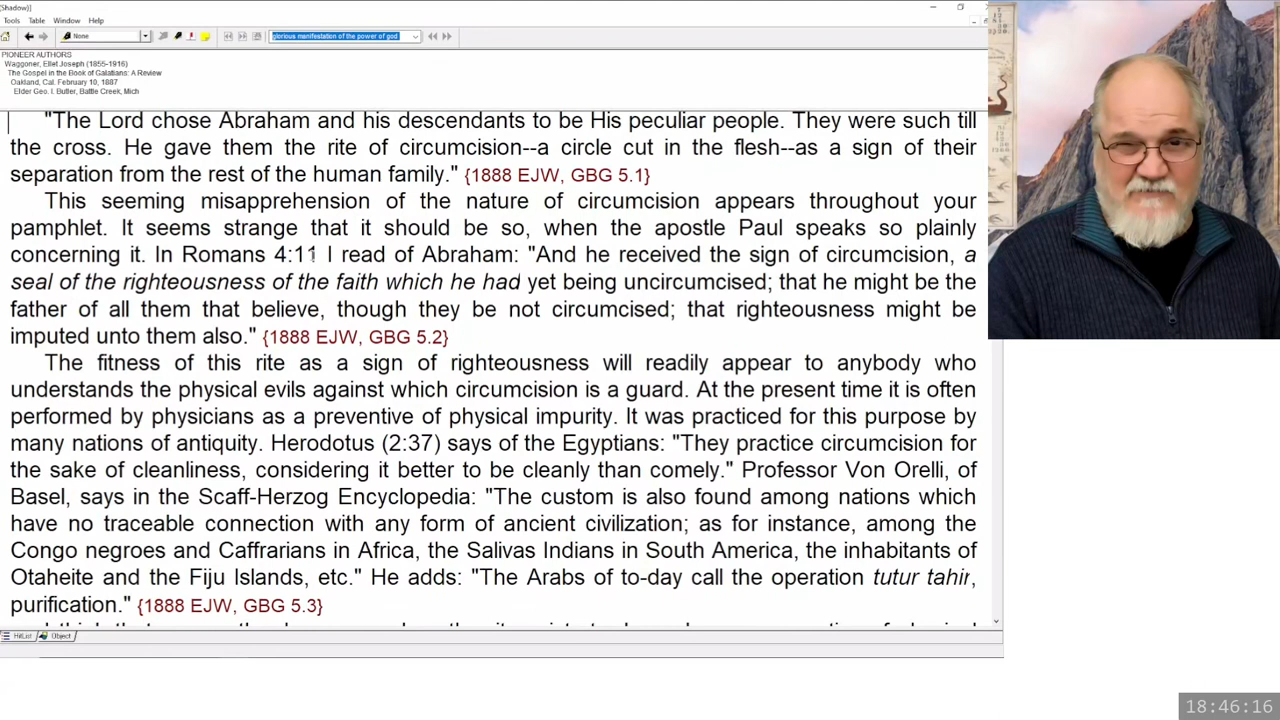 (Shadow)]
Tools Table Window Help
None
glorious manifestation of the power of god
PIONEER AUTHORS
Waggoner, Ellet Joseph (1855-1916)
The Gospel in the Book of Galatians: A Review
Oakland, Cal. February 10, 1887
Elder Geo. I. Butler, Battle Creek, Mich
"The Lord chose Abraham and his descendants to be His peculiar people. They were such till
the cross. He gave them the rite of circumcision--a circle cut in the flesh--as a sign of their
separation from the rest of the human family." {1888 EJW, GBG 5.1}
This seeming misapprehension of the nature of circumcision appears throughout your
pamphlet. It seems strange that it should be so, when the apostle Paul speaks so plainly
concerning it. In Romans 4:11 I read of Abraham: "And he received the sign of circumcision, a
seal of the righteousness of the faith which he had yet being uncircumcised; that he might be the
father of all them that believe, though they be not circumcised; that righteousness might be
imputed unto them also." {1888 EJW, GBG 5.2}
The fitness of this rite as a sign of righteousness will readily appear to anybody who
understands the physical evils against which circumcision is a guard. At the present time it is often
performed by physicians as a preventive of physical impurity. It was practiced for this purpose by
many nations of antiquity. Herodotus (2:37) says of the Egyptians: "They practice circumcision for
the sake of cleanliness, considering it better to be cleanly than comely." Professor Von Orelli, of
Basel, says in the Scaff-Herzog Encyclopedia: "The custom is also found among nations which
have no traceable connection with any form of ancient civilization; as for instance, among the
Congo negroes and Caffrarians in Africa, the Salivas Indians in South America, the inhabitants of
Otaheite and the Fiju Islands, etc." He adds: "The Arabs of to-day call the operation tutur tahir,
purification." {1888 EJW, GBG 5.3}
HitList Object
18:46:16